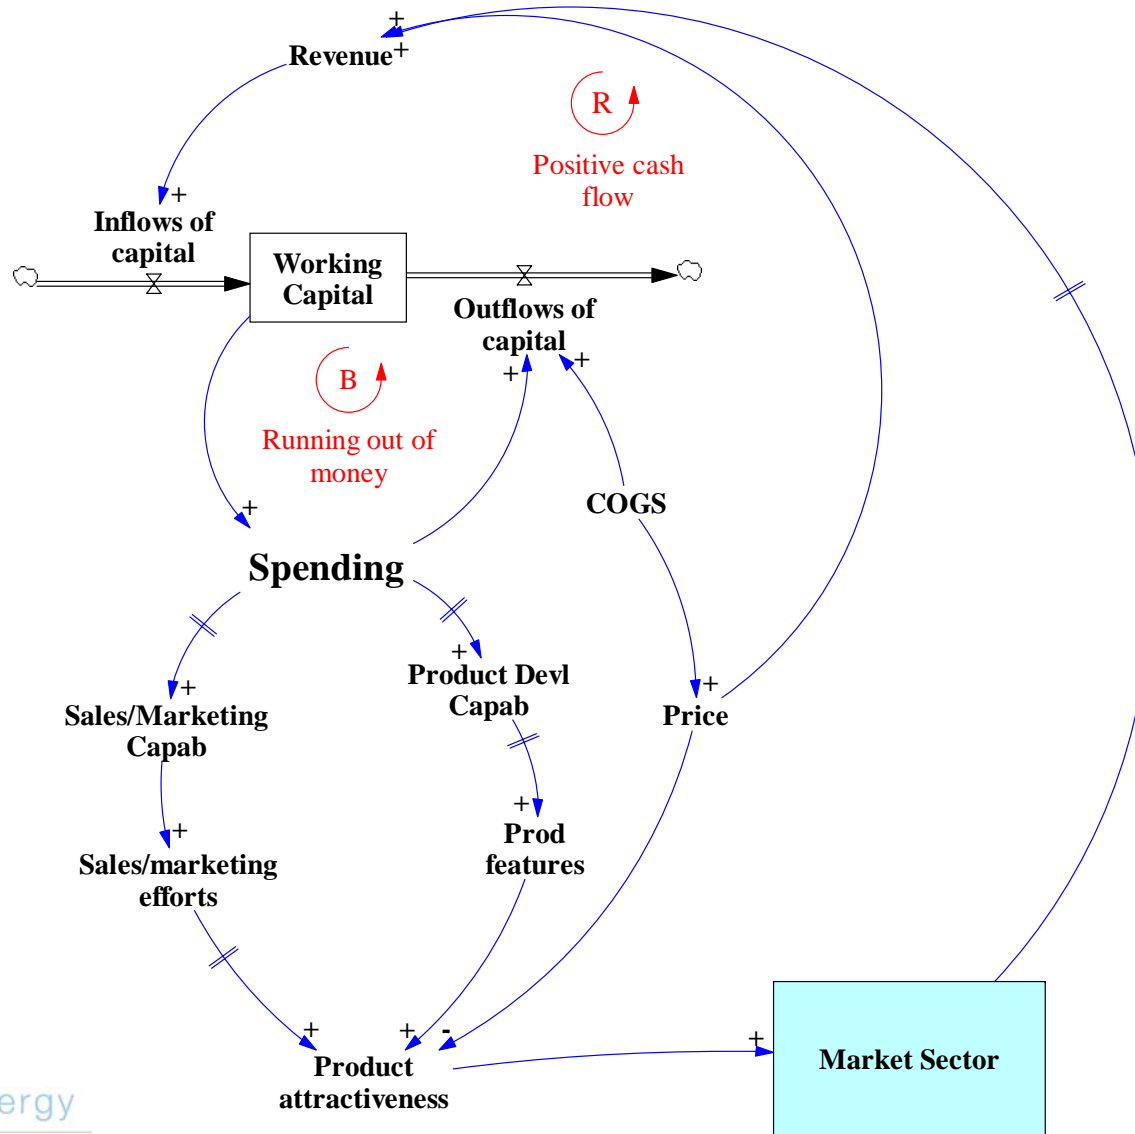 +
Revenue+
R
Positive cash
flow
+
Inflows of
capital
Working
Capital
Outflows of
capital
+
+
B
Running out of
money
+
COGS
Spending
+
Product Devl
Capab
+
Sales/Marketing
Capab
+
Price
+
Prod
features
+
Sales/marketing
efforts
+
+
-
+
Product
attractiveness
Market Sector
ergy